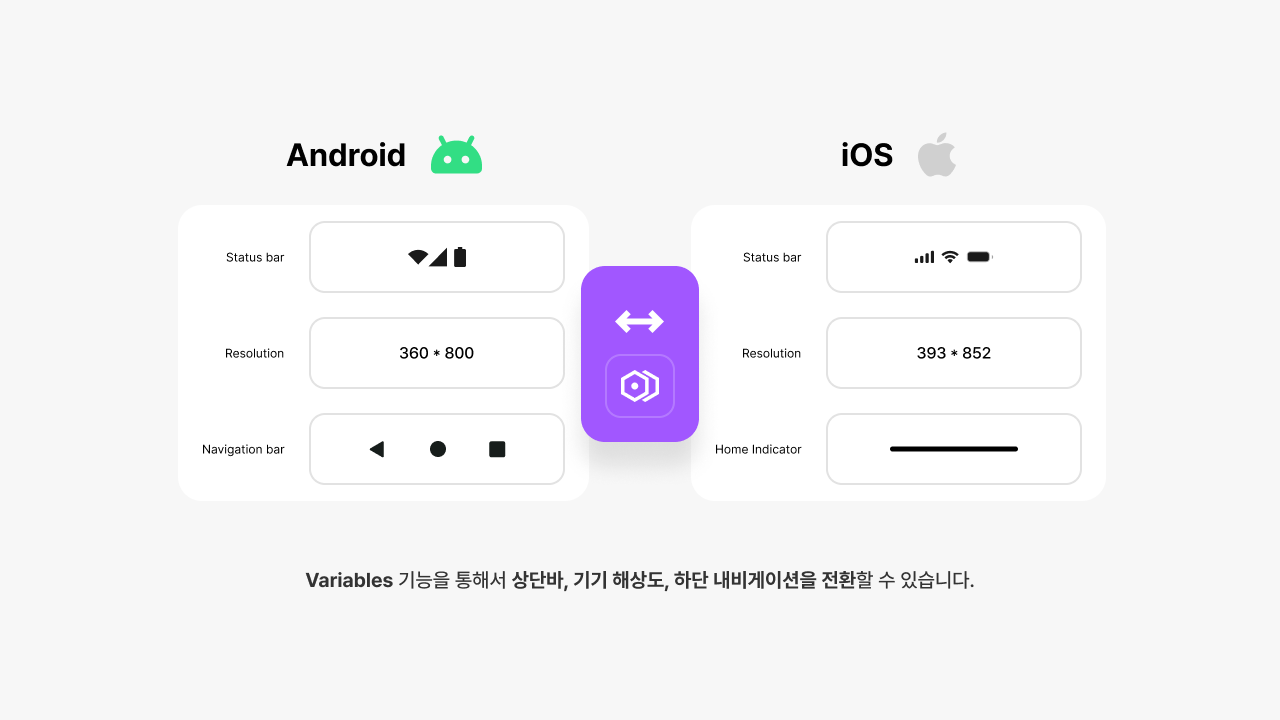 Android
Status bar
Resolution
360 * 800
Navigation bar
iOS
Status bar
Resolution
393 * 852
Home Indicator
Variables 기능을 통해서 상단바, 기기 해상도, 하단 내비게이션을 전환할 수 있습니다.